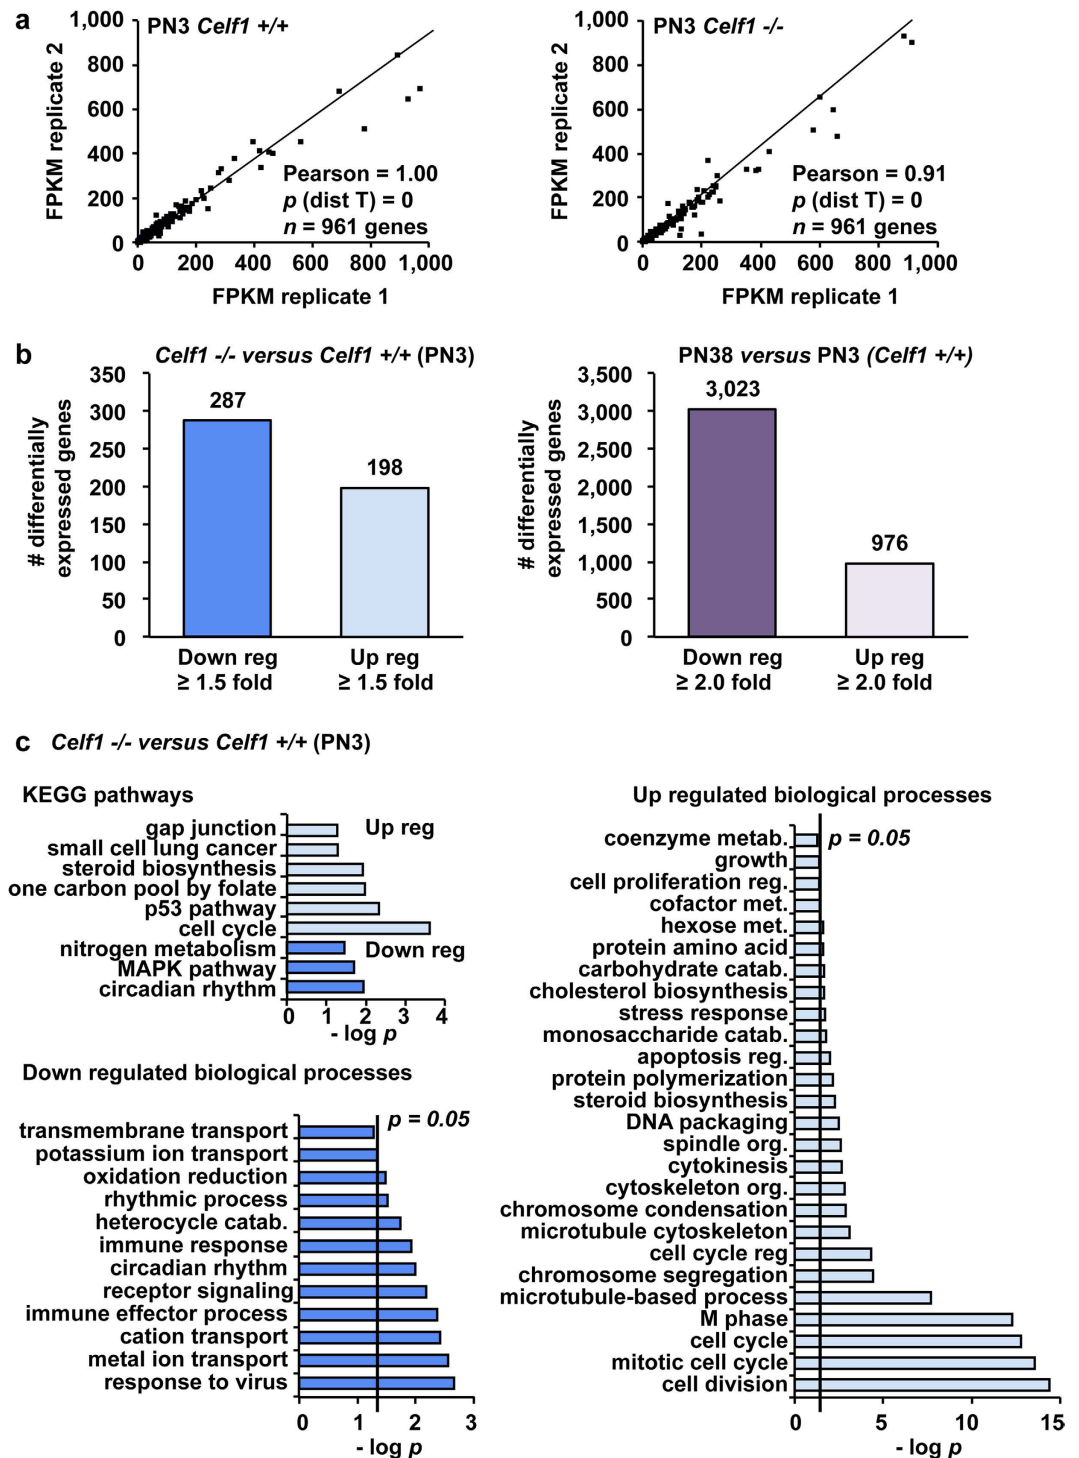 a
PN3 Celf1 +/+
1,000
800
600
400
200
0
FPKM replicate 2
Pearson = 1.00
p (dist T) = 0
n = 961 genes
0 200 400 600 800 1,000
FPKM replicate 1
PN3 Celf1 -/-
1,000
800
600
400
200
0
FPKM replicate 2
Pearson = 0.91
p (dist T) = 0
n = 961 genes
0 200 400 600 800 1,000
FPKM replicate 1
b
Celf1 -/- versus Celf1 +/+ (PN3)
# differentially
expressed genes
350
300
250
200
150
100
50
0
287
198
Down reg
≥ 1.5 fold
Up reg
≥ 1.5 fold
PN38 versus PN3 (Celf1 +/+)
# differentially
expressed genes
3,500
3,000
2,500
2,000
1,500
1,000
500
0
3,023
976
Down reg
≥ 2.0 fold
Up reg
≥ 2.0 fold
c Celf1 -/- versus Celf1 +/+ (PN3)
KEGG pathways
gap junction
small cell lung cancer
steroid biosynthesis
one carbon pool by folate
p53 pathway
cell cycle
nitrogen metabolism
MAPK pathway
circadian rhythm
Up reg
Down reg
0 1 2 3 4
- log p
Down regulated biological processes
p = 0.05
transmembrane transport
potassium ion transport
oxidation reduction
rhythmic process
heterocycle catab.
immune response
circadian rhythm
receptor signaling
immune effector process
cation transport
metal ion transport
response to virus
0 1 2 3
- log p
Up regulated biological processes
p = 0.05
coenzyme metab.
growth
cell proliferation reg.
cofactor met.
hexose met.
protein amino acid
carbohydrate catab.
cholesterol biosynthesis
stress response
monosaccharide catab.
apoptosis reg.
protein polymerization
steroid biosynthesis
DNA packaging
spindle org.
cytokinesis
cytoskeleton org.
chromosome condensation
microtubule cytoskeleton
cell cycle reg
chromosome segregation
microtubule-based process
M phase
cell cycle
mitotic cell cycle
cell division
0 5 10 15
- log p